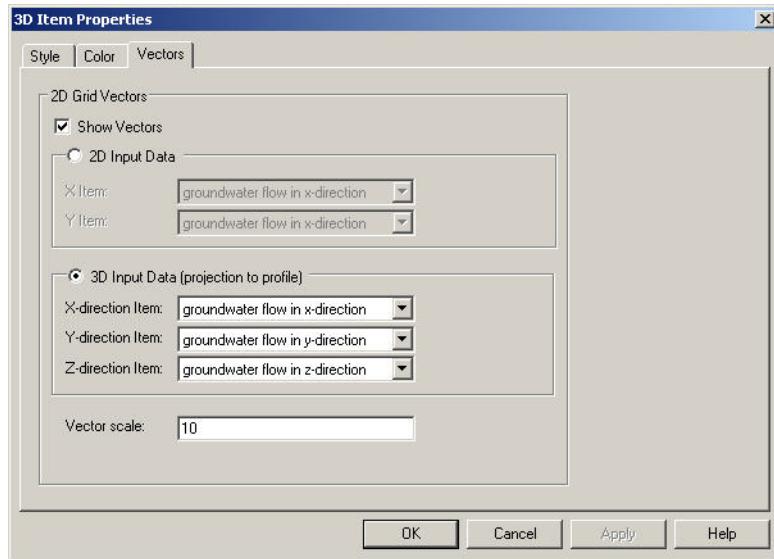 3D Item Properties
Style Color Vectors
2D Grid Vectors
Show Vectors
2D Input Data
X Item: groundwater flow in x-direction
Y Item: groundwater flow in x-direction
3D Input Data (projection to profile)
X-direction Item: groundwater flow in x-direction
Y-direction Item: groundwater flow in y-direction
Z-direction Item: groundwater flow in z-direction
Vector scale: 10
OK Cancel Apply Help